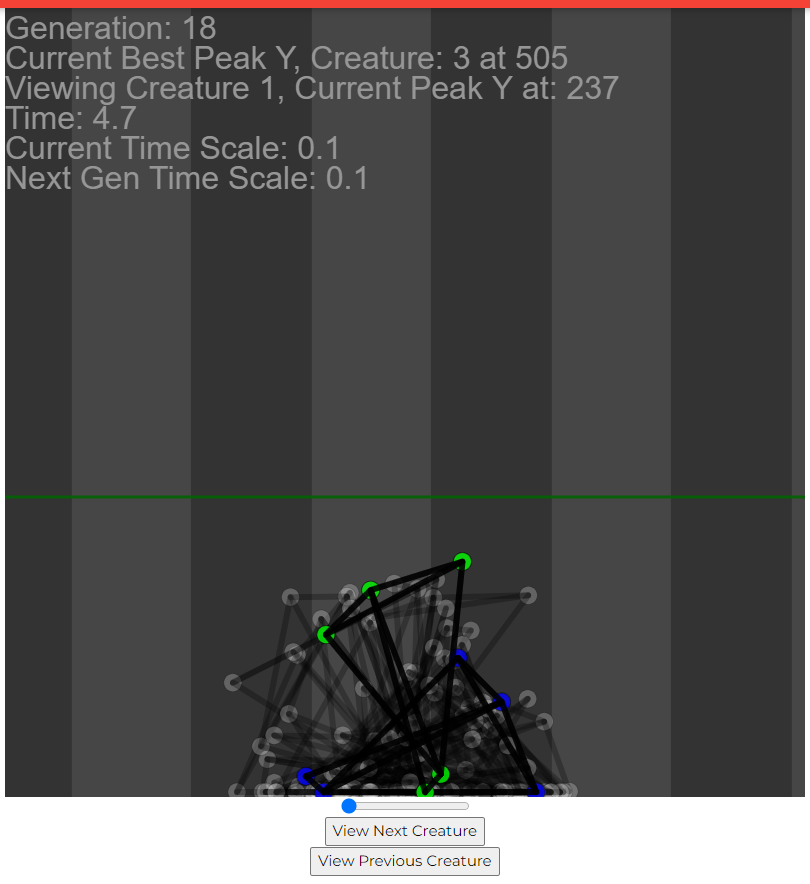 Generation: 18
Current Best Peak Y, Creature: 3 at 505
Viewing Creature 1, Current Peak Y at: 237
Time: 4.7
Current Time Scale: 0.1
Next Gen Time Scale: 0.1
View Next Creature
View Previous Creature